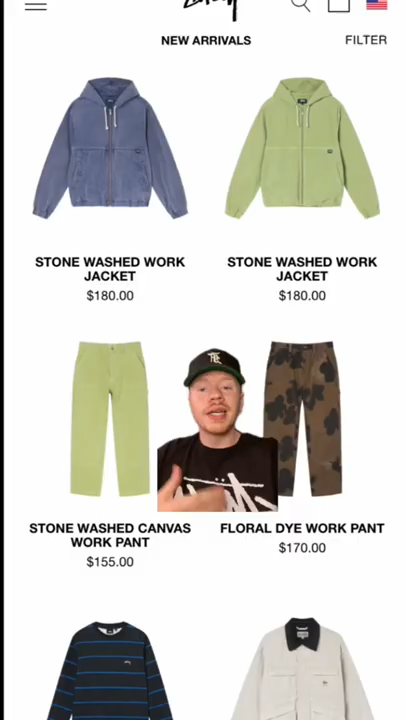 NEW ARRIVALS
FILTER
STONE WASHED WORK
JACKET
$180.00
STONE WASHED WORK
JACKET
$180.00
STONE WASHED CANVAS
WORK PANT
$155.00
FLORAL DYE WORK PANT
$170.00